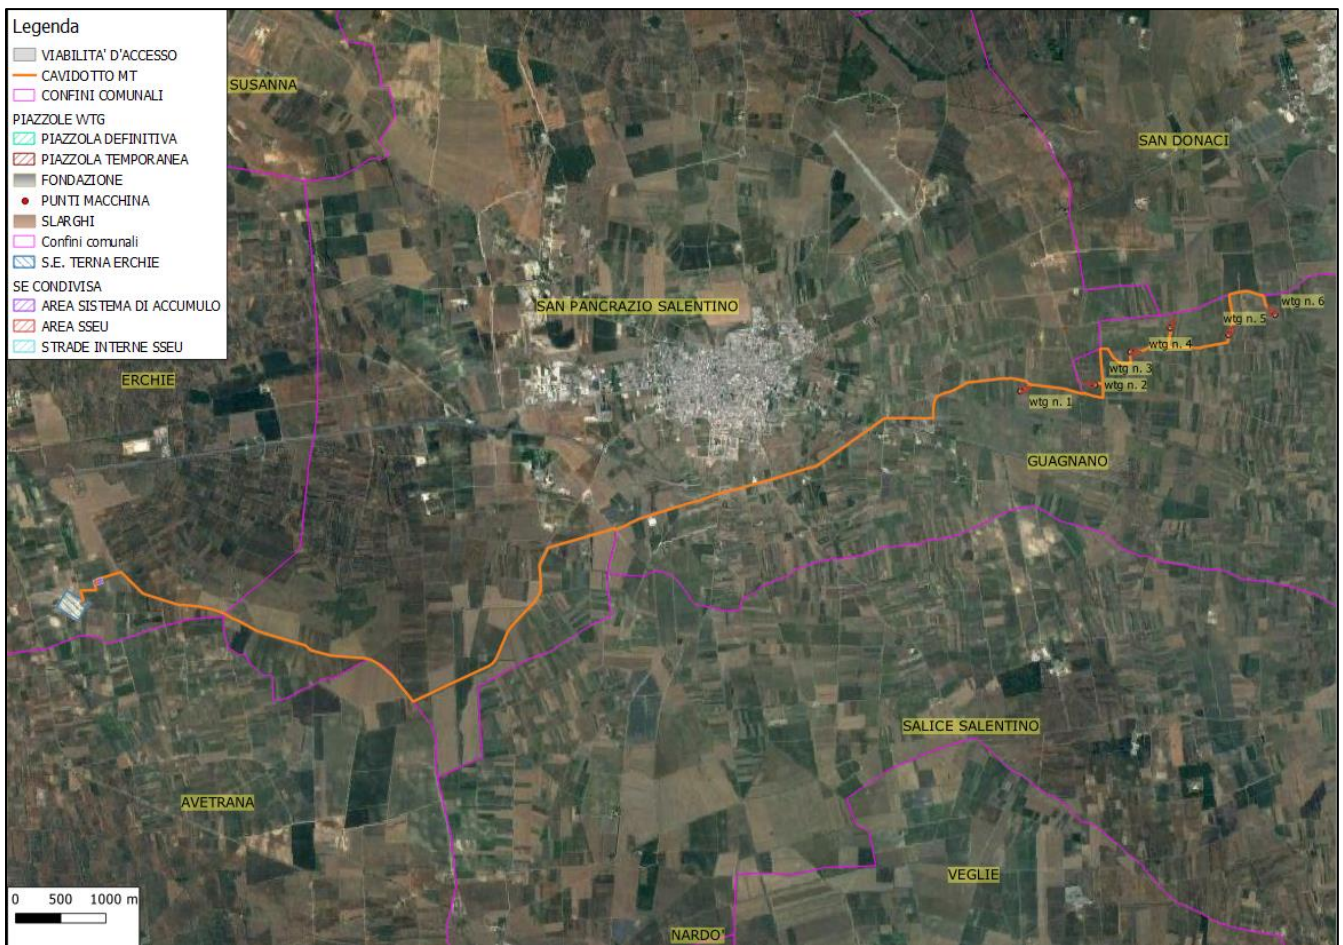 Legenda
VIABILITA' D'ACCESSO
CAVIDOTTO MT
CONFINI COMUNALI
PIAZZOLE WTG
PIAZZOLA DEFINITIVA
PIAZZOLA TEMPORANEA
FONDAZIONE
PUNTI MACCHINA
SLARGHI
Confini comunali
S.E. TERNA ERCHIE
SE CONDIVISA
AREA SISTEMA DI ACCUMULO
AREA SSEU
STRADE INTERNE SSEU
SUSANNA
SAN DONACI
SAN PANCRAZIO SALENTINO
wtg n. 6
wtg n. 5
wtg n. 4
wtg n. 3
wtg n. 2
wtg n. 1
ERCHIE
GUAGNANO
SALICE SALENTINO
AVETRANA
VEGLIE
NARDO'
0 500 1000 m